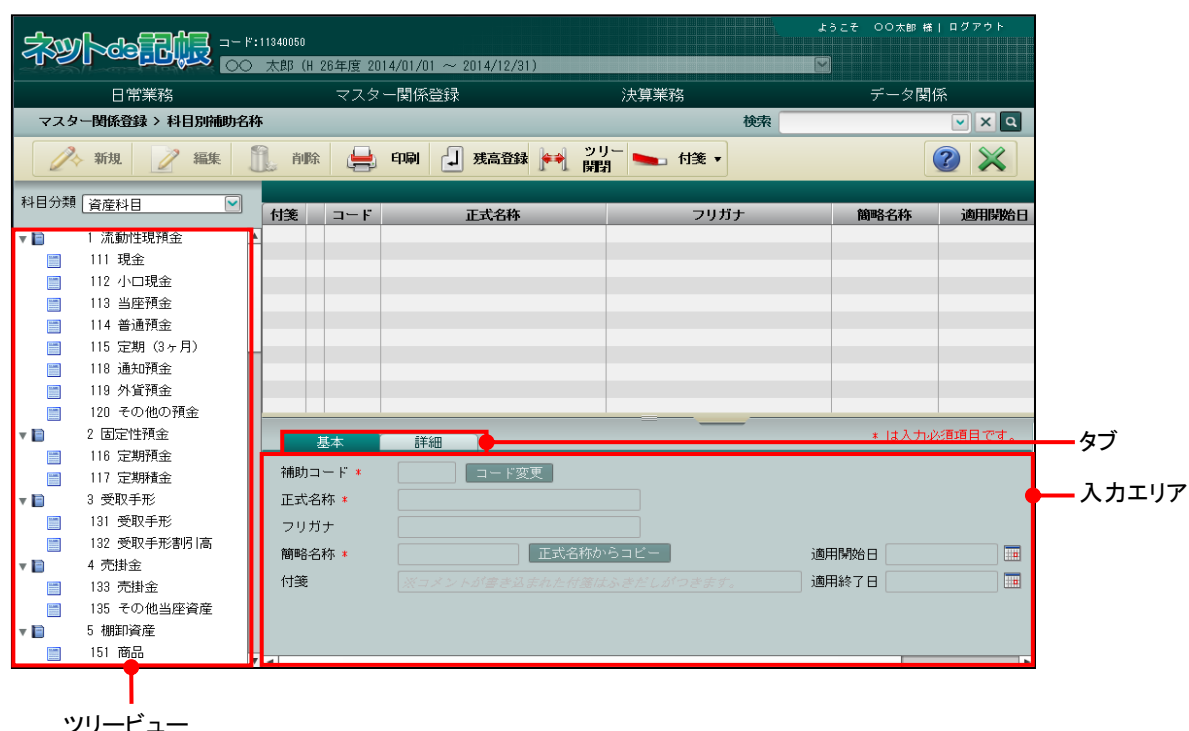 ようこそ 〇〇太郎 様 | ログアウト
ネットde記帳 コード:11340050
〇〇 太郎 (H 26年度 2014/01/01 ～ 2014/12/31)
日常業務 マスター関係登録 決算業務 データ関係
マスター関係登録 > 科目別補助名称 検索
新規 編集 削除 印刷 残高登録 ツリー開閉 付箋 ▼
科目分類 資産科目
付箋 コード 正式名称 フリガナ 簡略名称 適用開始日
1 流動性現預金
111 現金
112 小口現金
113 当座預金
114 普通預金
115 定期 (3ヶ月)
118 通知預金
119 外貨預金
120 その他の預金
2 固定性預金
116 定期預金
117 定期積金
3 受取手形
131 受取手形
132 受取手形割引高
4 売掛金
133 売掛金
135 その他当座資産
5 棚卸資産
151 商品
基本 詳細 * は入力必須項目です。
補助コード * コード変更
正式名称 *
フリガナ
簡略名称 * 正式名称からコピー 適用開始日
付箋 ※コメントが書き込まれた付箋はふきだしがつきます。 適用終了日
タブ
入力エリア
ツリービュー